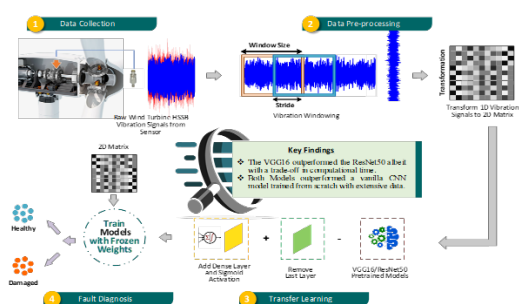 1 Data Collection
2 Data Pre-processing
Window Size
Stride
Raw Wind Turbine HSSB
Vibration Signals from
Sensor
Vibration Windowing
Transformation
Transform 1D Vibration
Signals to 2D Matrix
2D Matrix
Key Findings
❖ The VGG16 outperformed the ResNet50 albeit
with a trade-off in computational time.
❖ Both Models outperformed a vanilla CNN
model trained from scratch with extensive data.
Healthy
Damaged
Train
Models
with Frozen
Weights
Add Dense Layer
and Sigmoid
Activation
+
Remove
Last Layer
-
VGG16/ResNet50
Pretrained Models
4 Fault Diagnosis
3 Transfer Learning